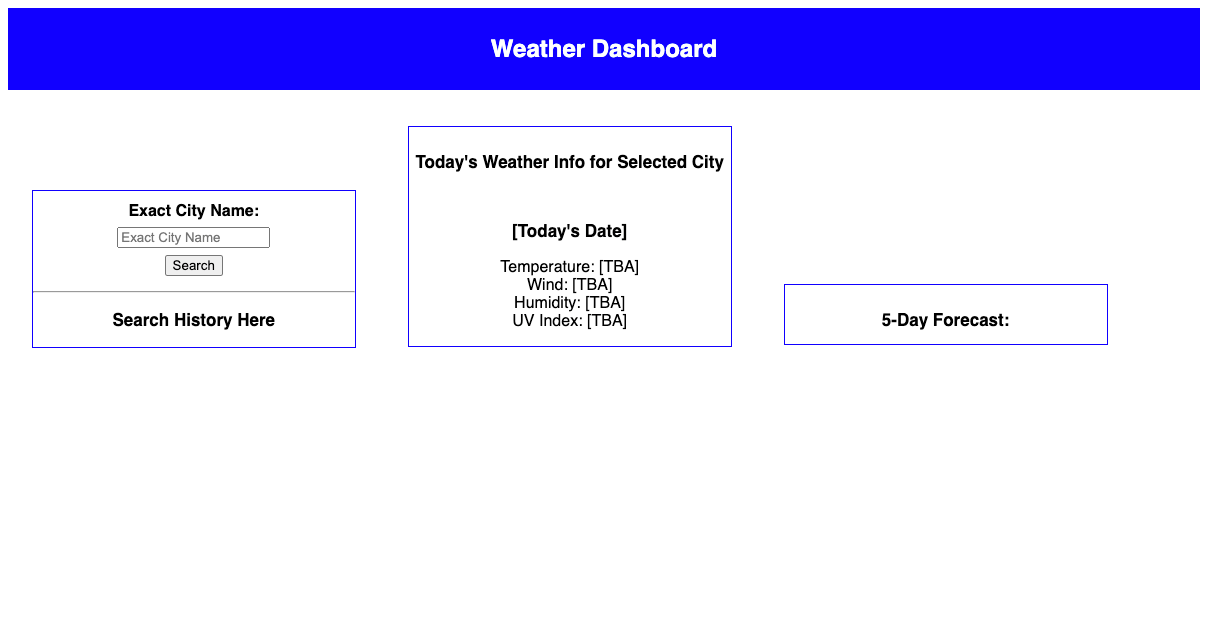 Weather Dashboard
Exact City Name:
Exact City Name
Search
Search History Here
Today's Weather Info for Selected City
[Today's Date]
Temperature: [TBA]
Wind: [TBA]
Humidity: [TBA]
UV Index: [TBA]
5-Day Forecast: